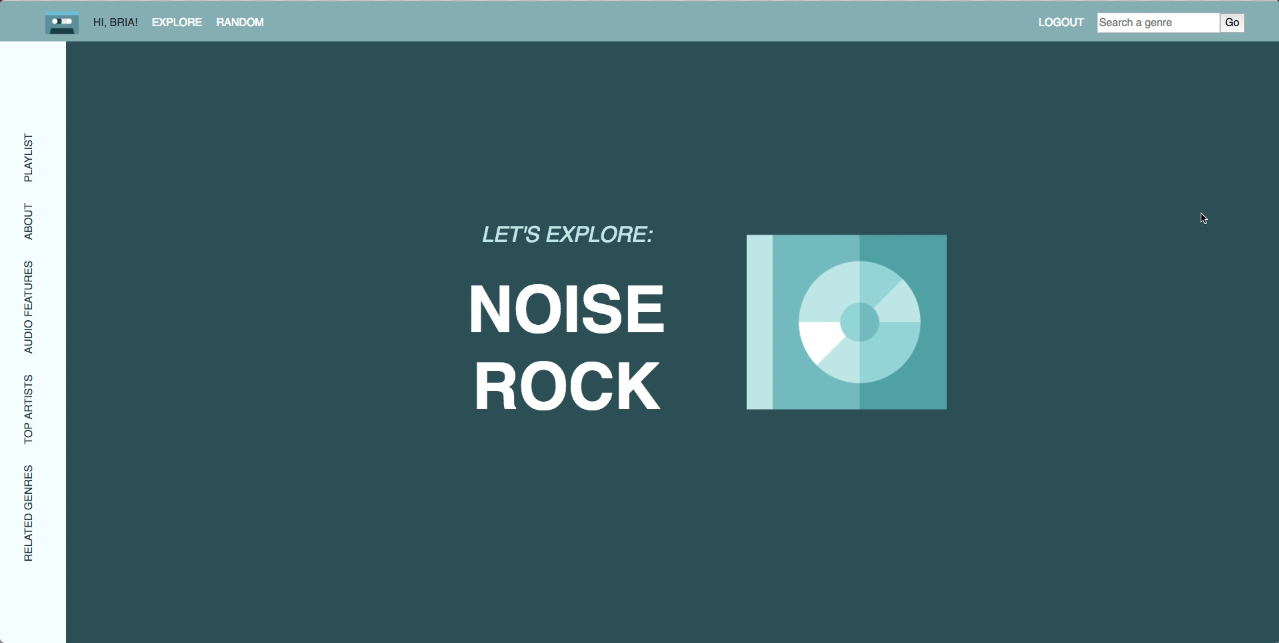 HI, BRIA! EXPLORE RANDOM LOGOUT Search a genre Go
PLAYLIST
ABOUT
AUDIO FEATURES
TOP ARTISTS
RELATED GENRES
LET'S EXPLORE:
NOISE
ROCK